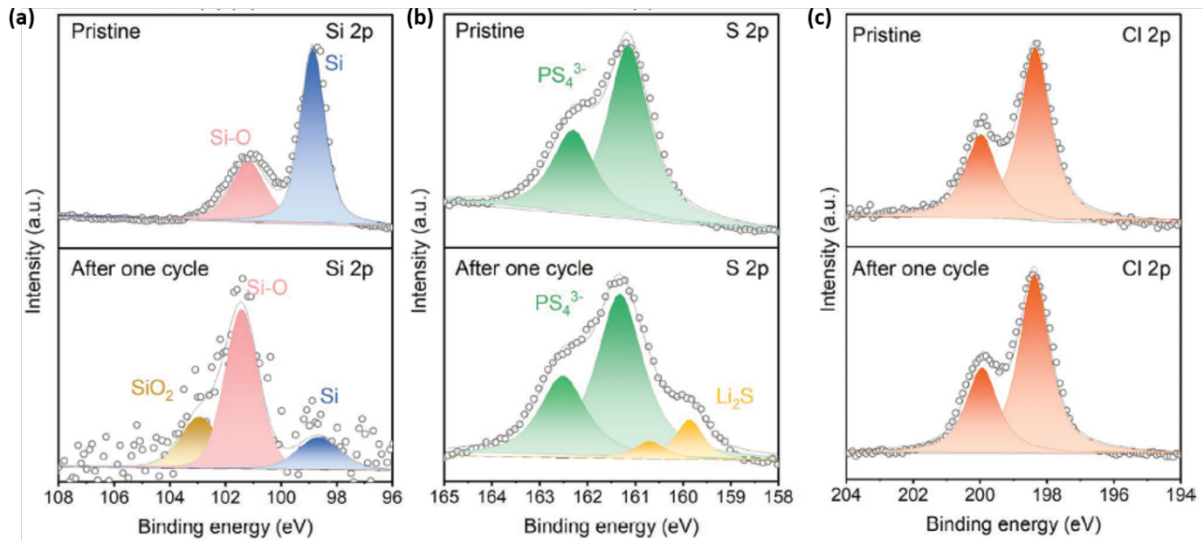 (a)
Pristine
Si 2p
Si
Si-O
After one cycle
Si 2p
Si-O
SiO2
Si
Intensity (a.u.)
108 106 104 102 100 98 96
Binding energy (eV)
(b)
Pristine
S 2p
PS4 3-
After one cycle
S 2p
PS4 3-
Li2S
Intensity (a.u.)
165 164 163 162 161 160 159 158
Binding energy (eV)
(c)
Pristine
Cl 2p
After one cycle
Cl 2p
Intensity (a.u.)
204 202 200 198 196 194
Binding energy (eV)